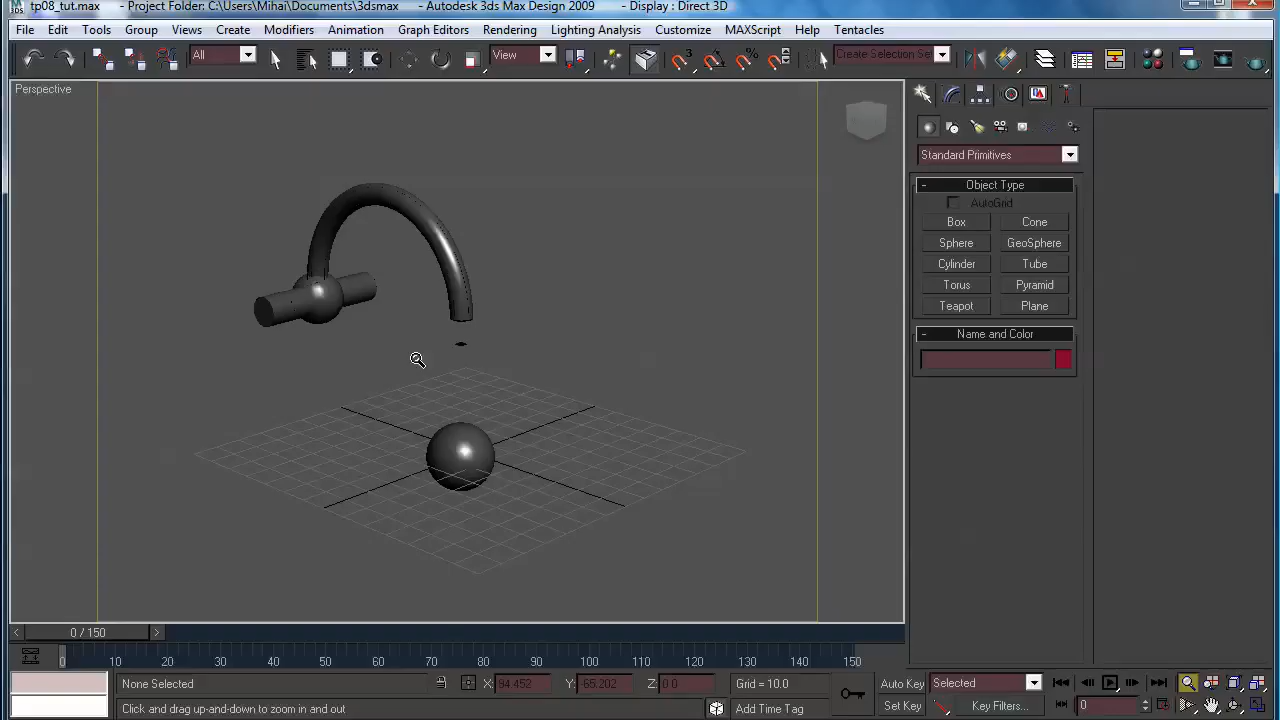 tp08_tut.max - Project Folder: C:\Users\Mihai\Documents\3dsmax - Autodesk 3ds Max Design 2009 - Display : Direct 3D
File Edit Tools Group Views Create Modifiers Animation Graph Editors Rendering Lighting Analysis Customize MAXScript Help Tentacles
All View 3 % Create Selection Se
Perspective
Standard Primitives
- Object Type
AutoGrid
Box Cone
Sphere GeoSphere
Cylinder Tube
Torus Pyramid
Teapot Plane
- Name and Color
< 0 / 150 >
0 10 20 30 40 50 60 70 80 90 100 110 120 130 140 150
None Selected X: 94.452 Y: -65.202 Z: 0.0 Grid = 10.0 Auto Key Selected
Click and drag up-and-down to zoom in and out Add Time Tag Set Key Key Filters... 0